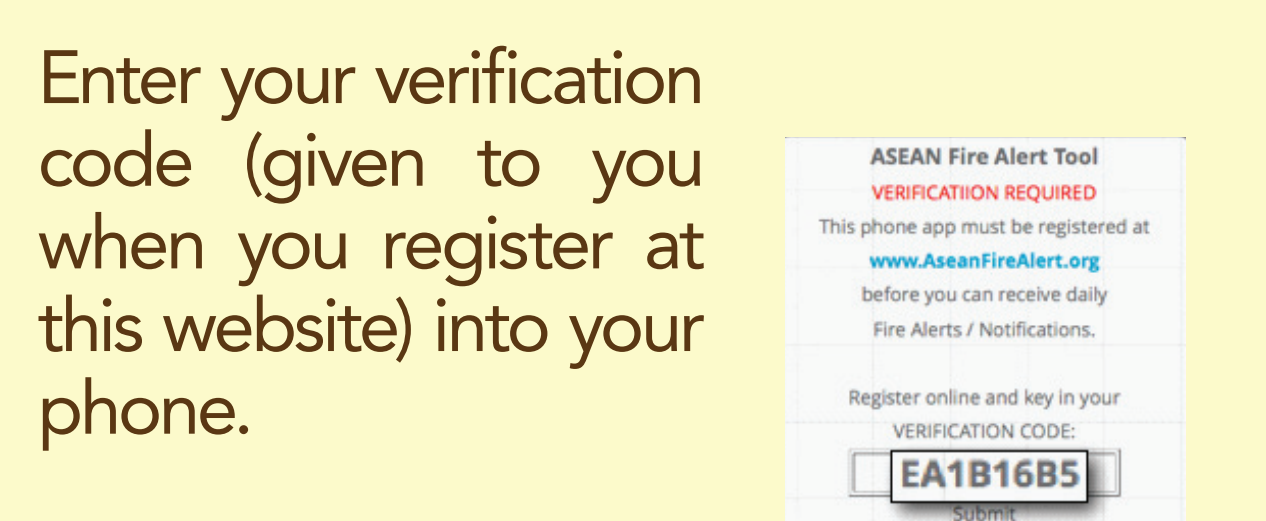 Enter your verification
code (given to you
when you register at
this website) into your
phone.
ASEAN Fire Alert Tool
VERIFICATIION REQUIRED
This phone app must be registered at
www.AseanFireAlert.org
before you can receive daily
Fire Alerts / Notifications.
Register online and key in your
VERIFICATION CODE:
EA1B16B5
Submit